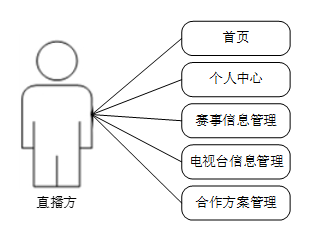 首页
个人中心
赛事信息管理
电视台信息管理
合作方案管理
直播方